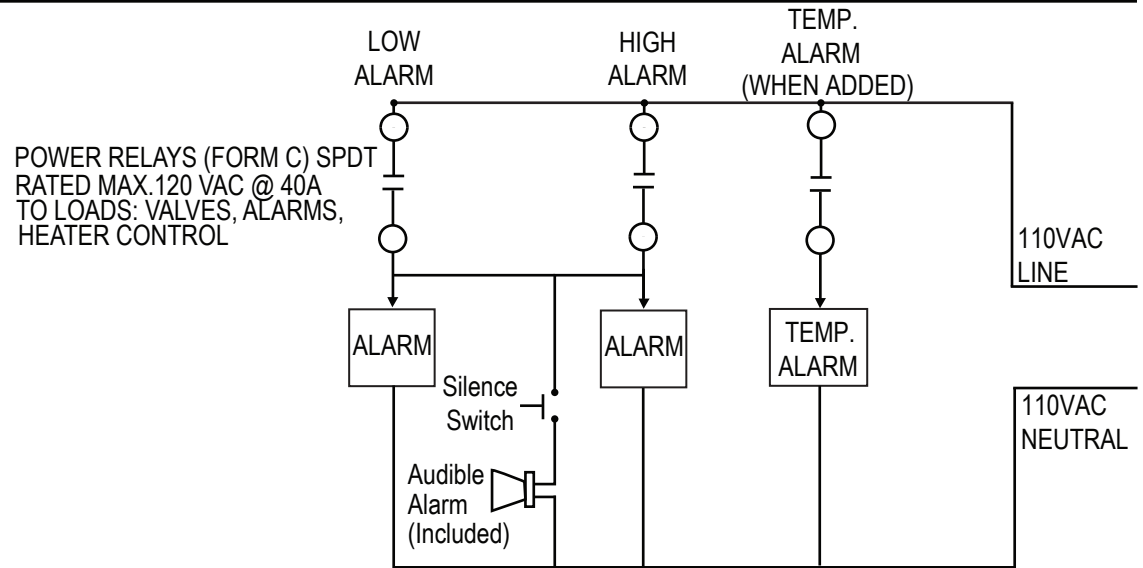 LOW
ALARM
HIGH
ALARM
TEMP.
ALARM
(WHEN ADDED)
POWER RELAYS (FORM C) SPDT
RATED MAX.120 VAC @ 40A
TO LOADS: VALVES, ALARMS,
HEATER CONTROL
110VAC
LINE
ALARM
ALARM
TEMP.
ALARM
Silence
Switch
110VAC
NEUTRAL
Audible
Alarm
(Included)